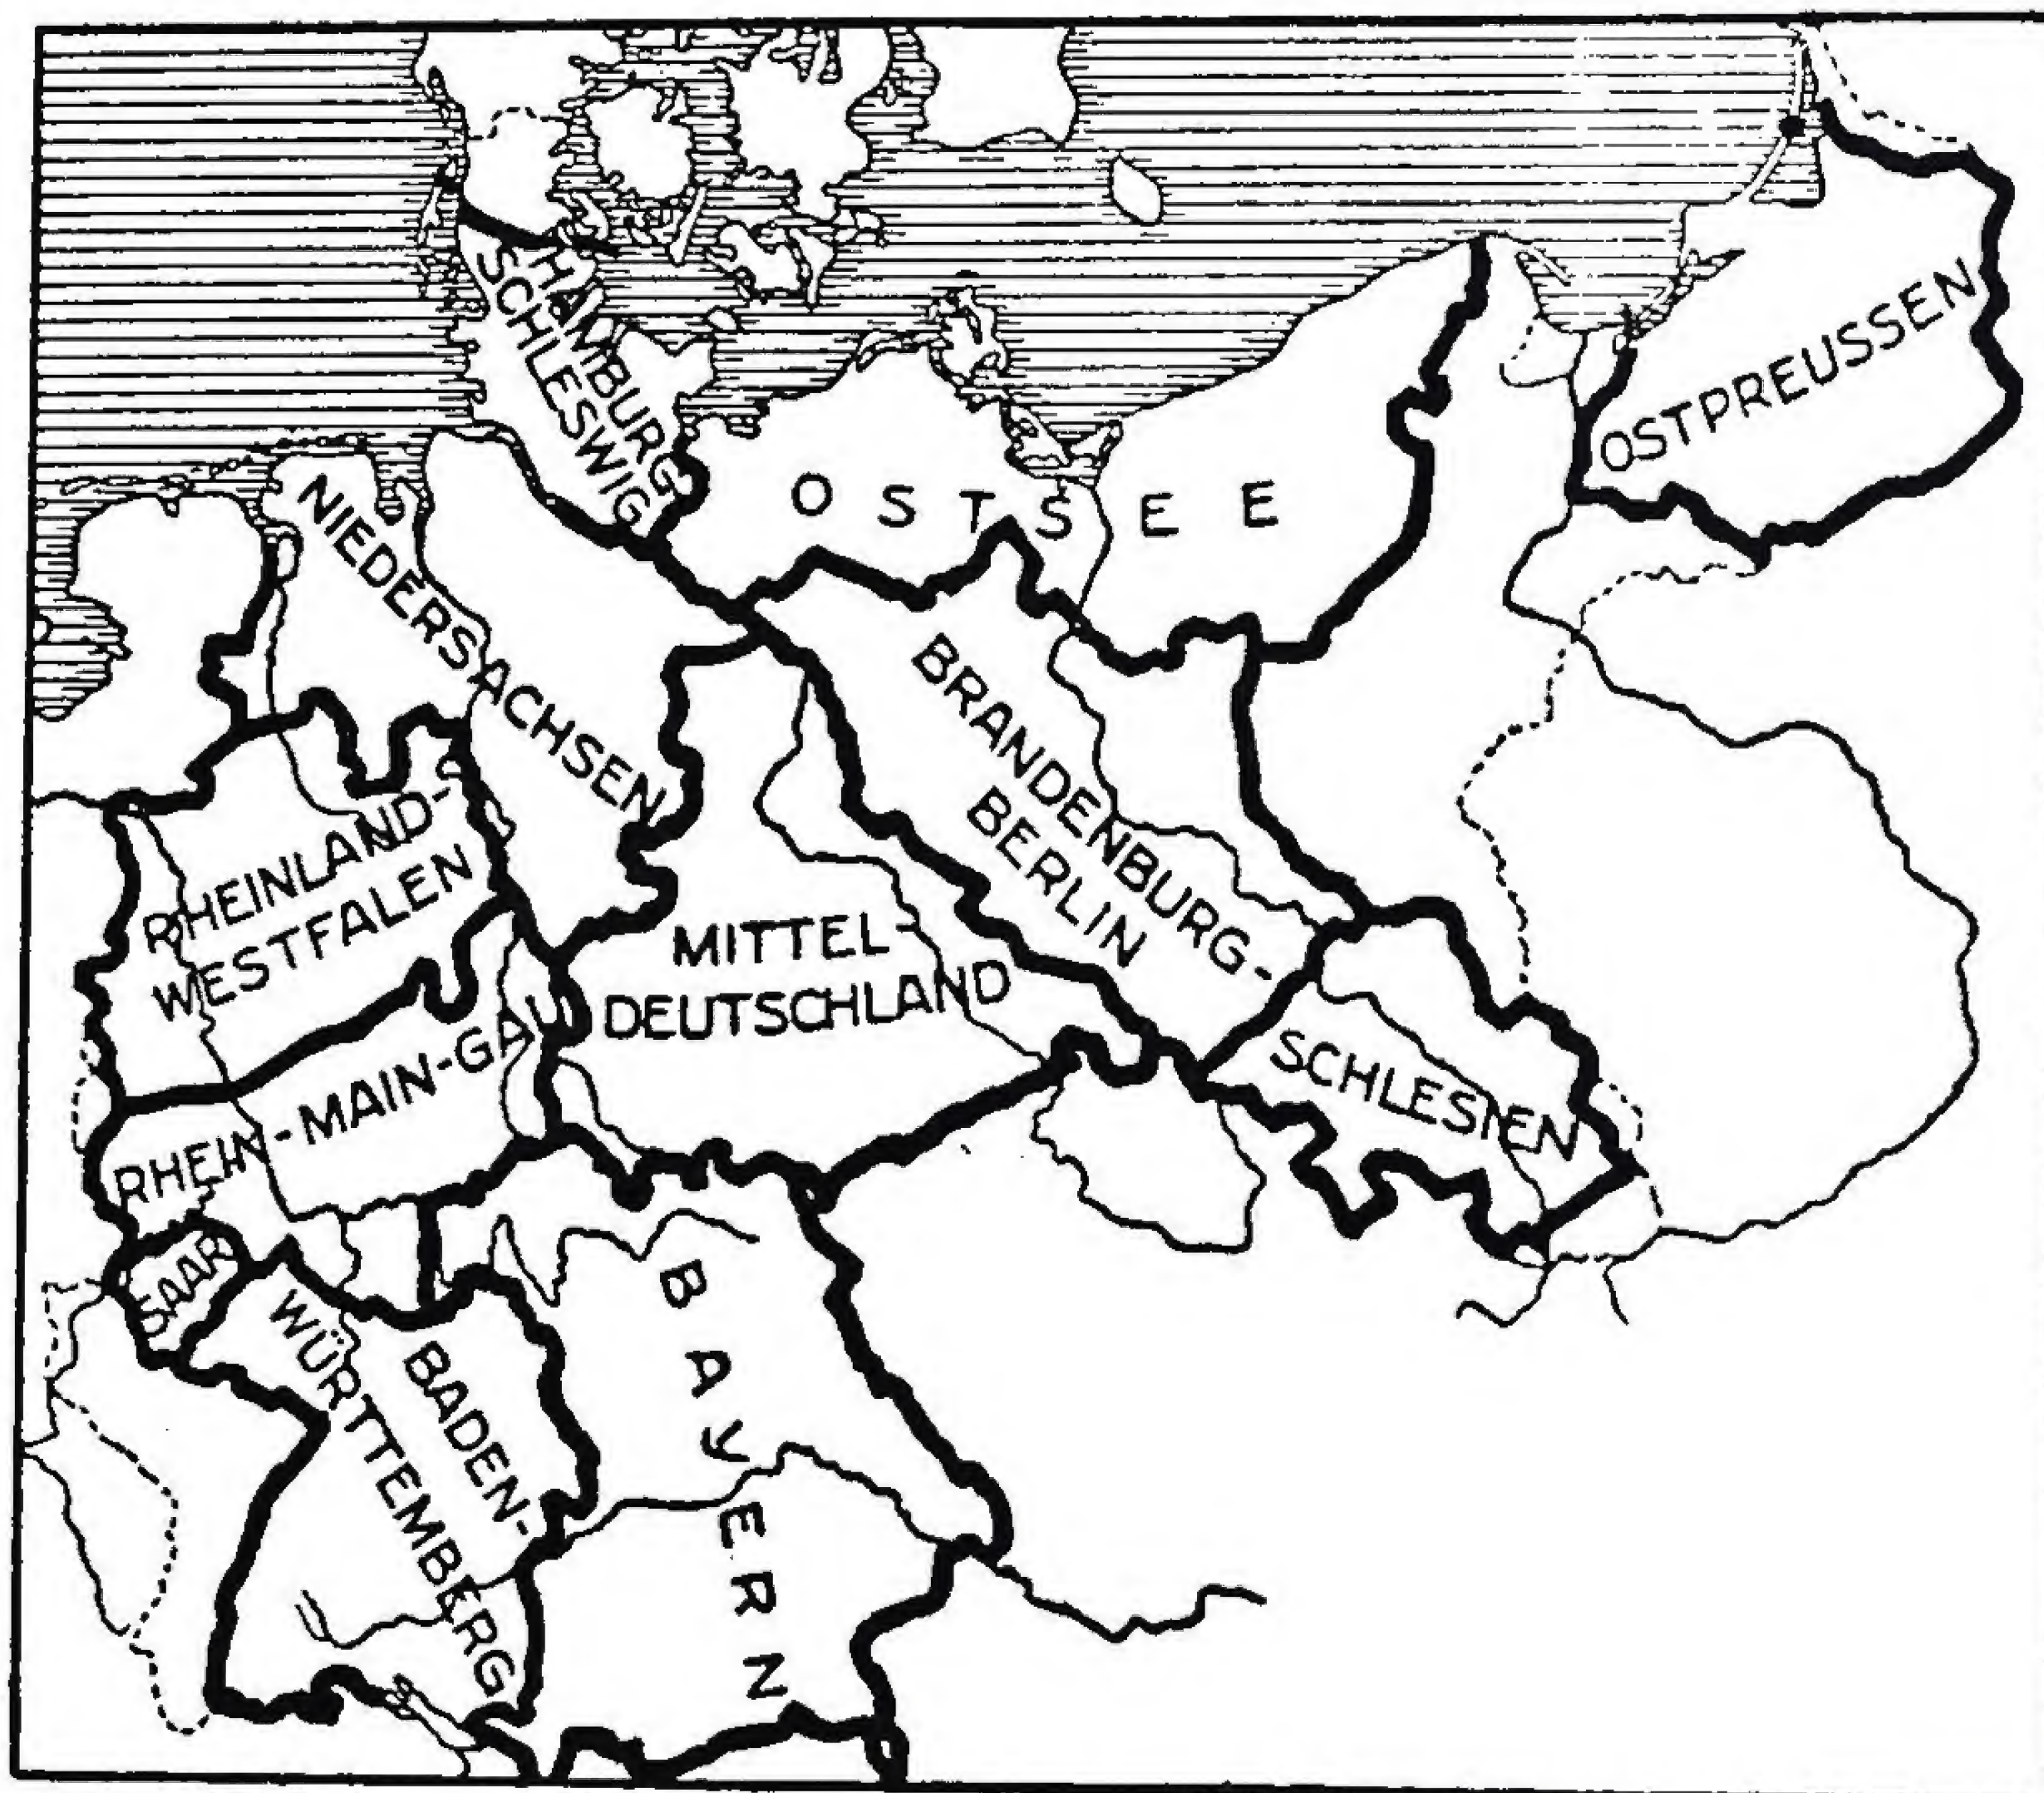 HAMBURG
SCHLESWIG
OSTPREUSSEN
OSTSEE
NIEDERSACHSEN
BRANDENBURG-
BERLIN
RHEINLAND-
WESTFALEN
MITTEL
DEUTSCHLAND
RHEIN-MAIN-GAU
SCHLESIEN
SAAR
BADEN-
WÜRTTEMBERG
BAYERN